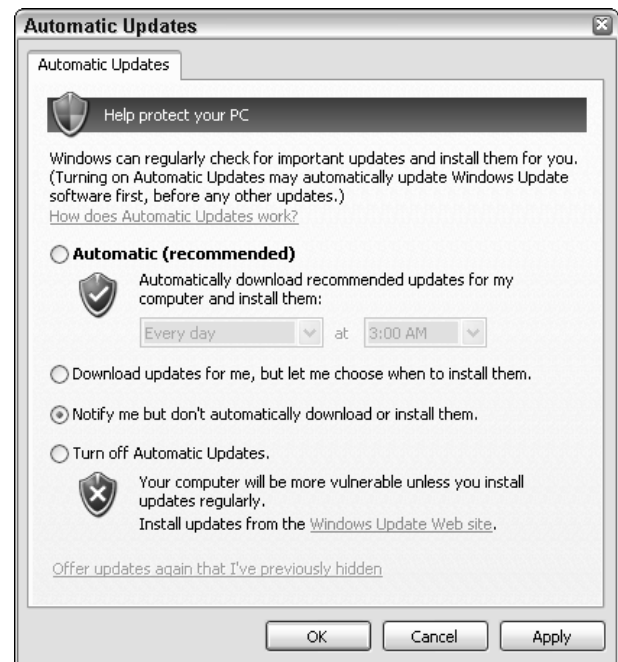 Automatic Updates
Automatic Updates
Help protect your PC
Windows can regularly check for important updates and install them for you.
(Turning on Automatic Updates may automatically update Windows Update
software first, before any other updates.)
How does Automatic Updates work?
Automatic (recommended)
Automatically download recommended updates for my
computer and install them:
Every day at 3:00 AM
Download updates for me, but let me choose when to install them.
Notify me but don't automatically download or install them.
Turn off Automatic Updates.
Your computer will be more vulnerable unless you install
updates regularly.
Install updates from the Windows Update Web site.
Offer updates again that I've previously hidden
OK Cancel Apply